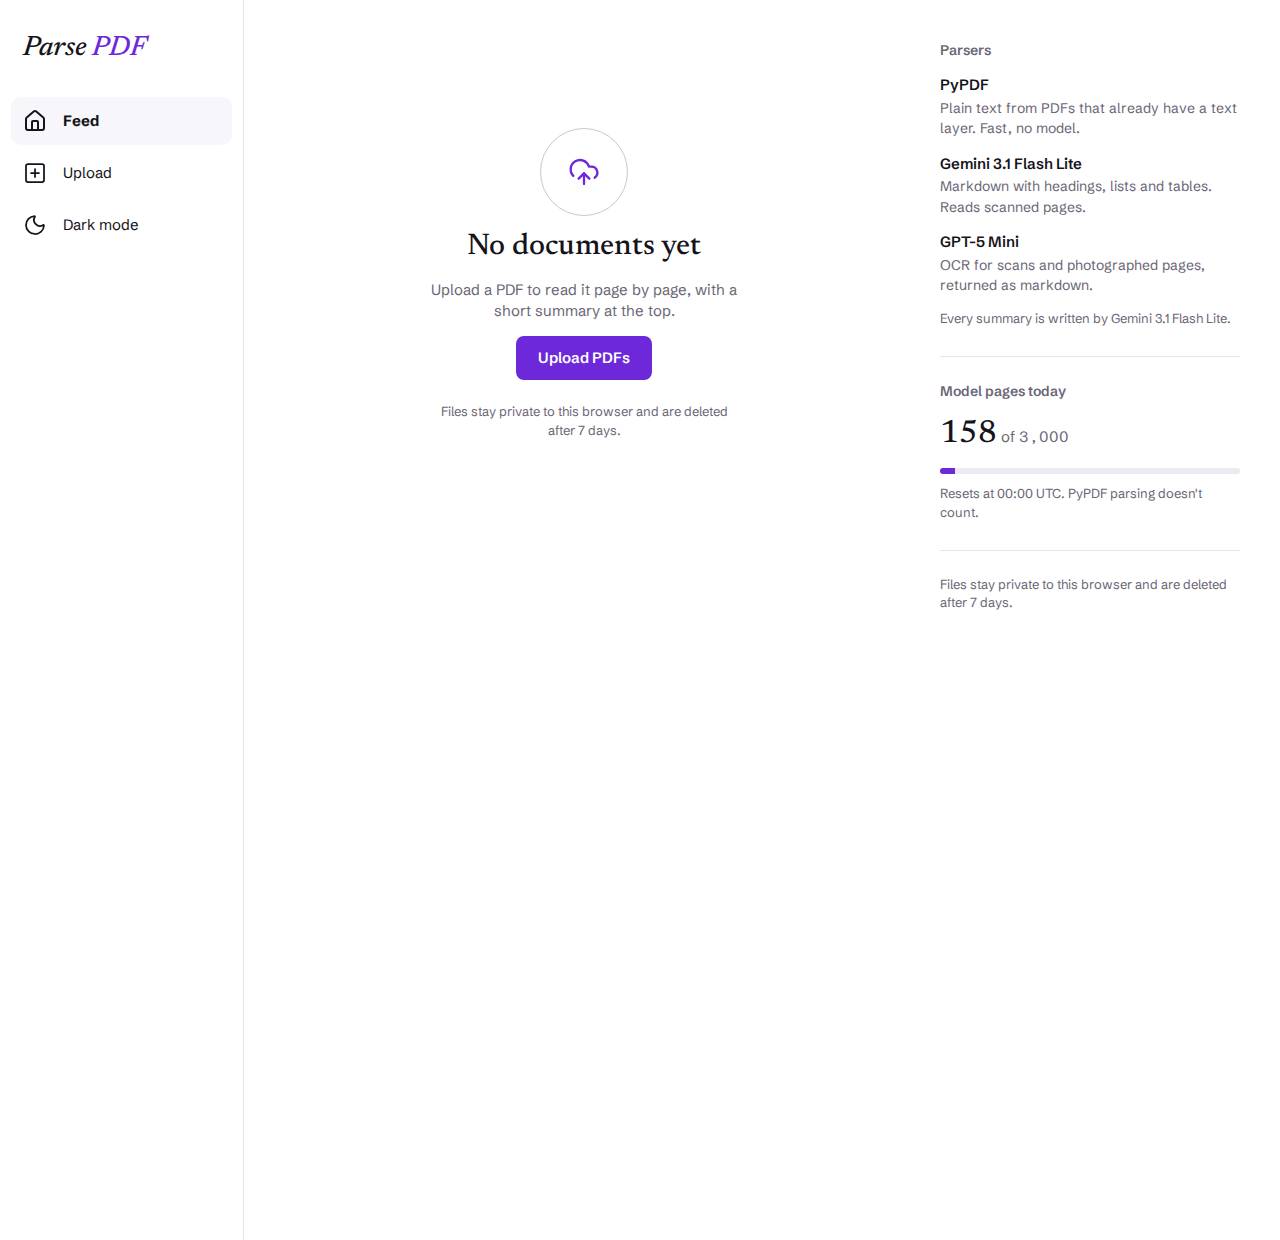 Parse PDF
Feed
Upload
Dark mode
No documents yet
Upload a PDF to read it page by page, with a
short summary at the top.
Upload PDFs
Files stay private to this browser and are deleted
after 7 days.
Parsers
PyPDF
Plain text from PDFs that already have a text
layer. Fast, no model.
Gemini 3.1 Flash Lite
Markdown with headings, lists and tables.
Reads scanned pages.
GPT-5 Mini
OCR for scans and photographed pages,
returned as markdown.
Every summary is written by Gemini 3.1 Flash Lite.
Model pages today
158 of 3,000
Resets at 00:00 UTC. PyPDF parsing doesn't
count.
Files stay private to this browser and are deleted
after 7 days.